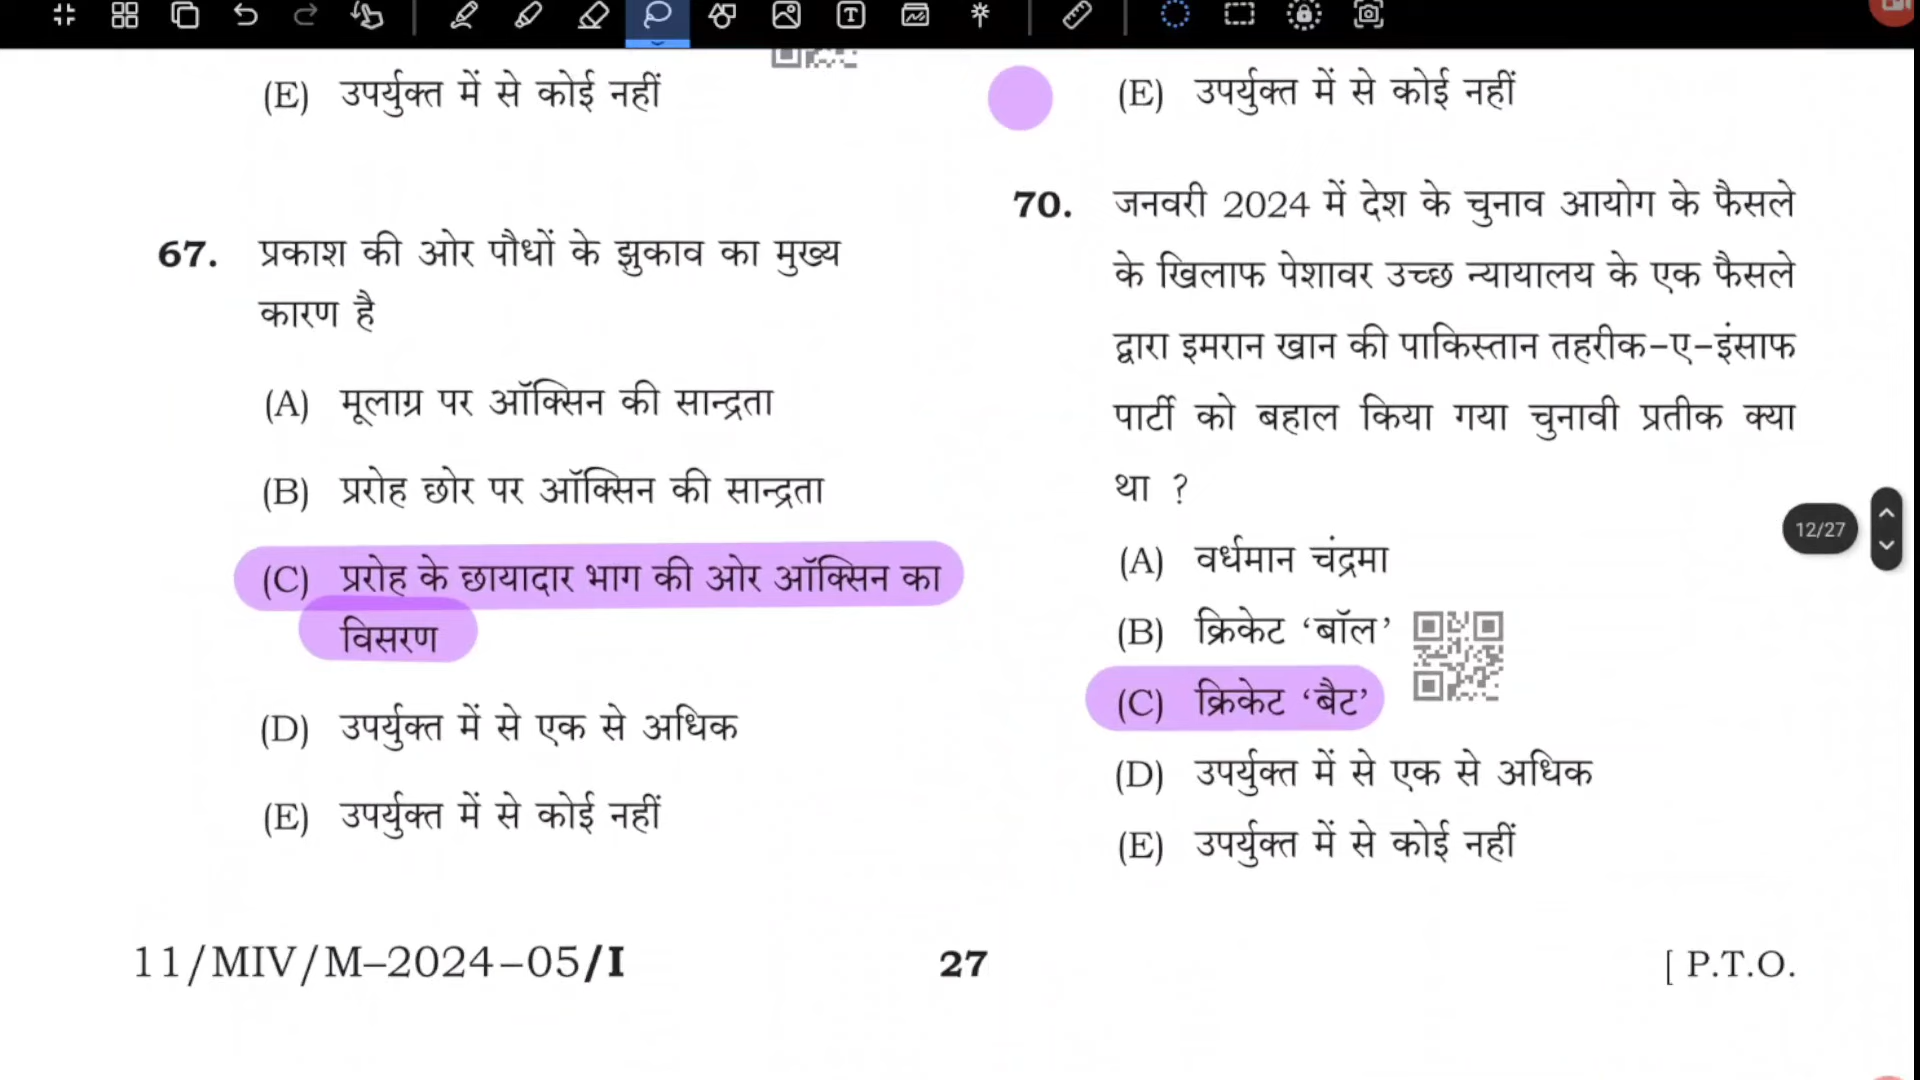 (E) उपर्युक्त में से कोई नहीं
67. प्रकाश की ओर पौधों के झुकाव का मुख्य
कारण है
(A) मूलाग्र पर ऑक्सिन की सान्द्रता
(B) प्ररोह छोर पर ऑक्सिन की सान्द्रता
(C) प्ररोह के छायादार भाग की ओर ऑक्सिन का
विसरण
(D) उपर्युक्त में से एक से अधिक
(E) उपर्युक्त में से कोई नहीं
(E) उपर्युक्त में से कोई नहीं
70. जनवरी 2024 में देश के चुनाव आयोग के फैसले
के खिलाफ पेशावर उच्छ न्यायालय के एक फैसले
द्वारा इमरान खान की पाकिस्तान तहरीक-ए-इंसाफ
पार्टी को बहाल किया गया चुनावी प्रतीक क्या
था ?
(A) वर्धमान चंद्रमा
(B) क्रिकेट ‘बॉल’
(C) क्रिकेट ‘बैट’
(D) उपर्युक्त में से एक से अधिक
(E) उपर्युक्त में से कोई नहीं
12/27
11/MIV/M–2024–05/I 27 [ P.T.O.